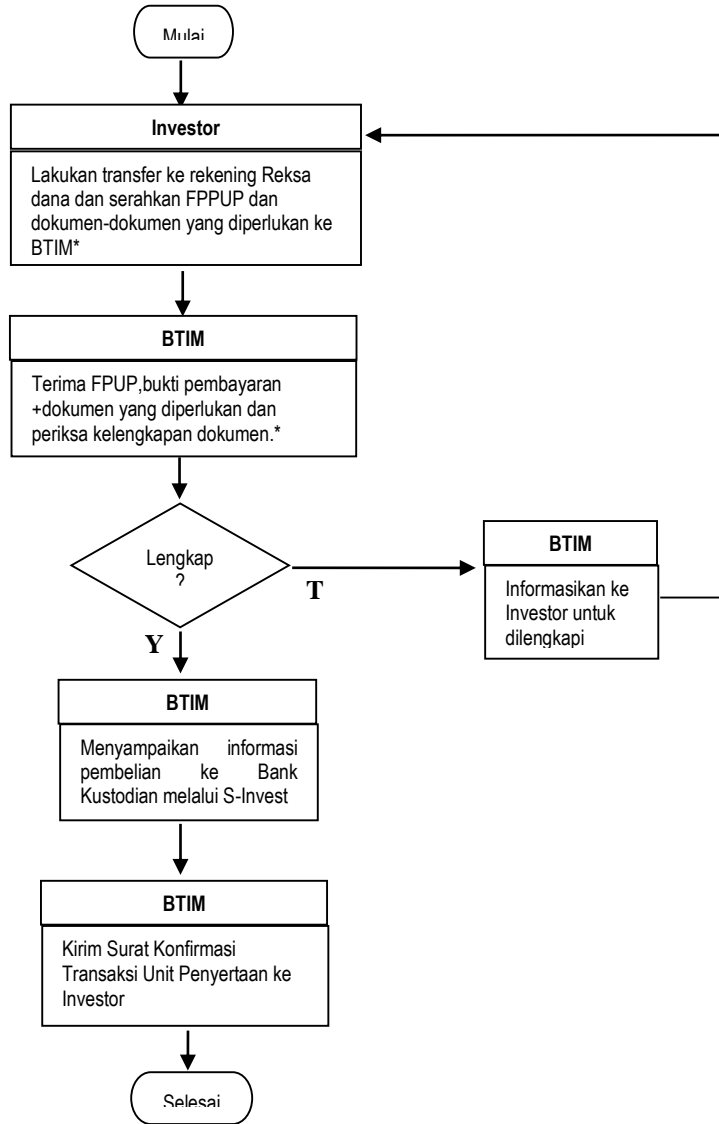 Mulai
Investor
Lakukan transfer ke rekening Reksa
dana dan serahkan FPPUP dan
dokumen-dokumen yang diperlukan ke
BTIM*
BTIM
Terima FPUP,bukti pembayaran
+dokumen yang diperlukan dan
periksa kelengkapan dokumen.*
Lengkap
?
T
BTIM
Informasikan ke
Investor untuk
dilengkapi
Y
BTIM
Menyampaikan informasi
pembelian ke Bank
Kustodian melalui S-Invest
BTIM
Kirim Surat Konfirmasi
Transaksi Unit Penyertaan ke
Investor
Selesai